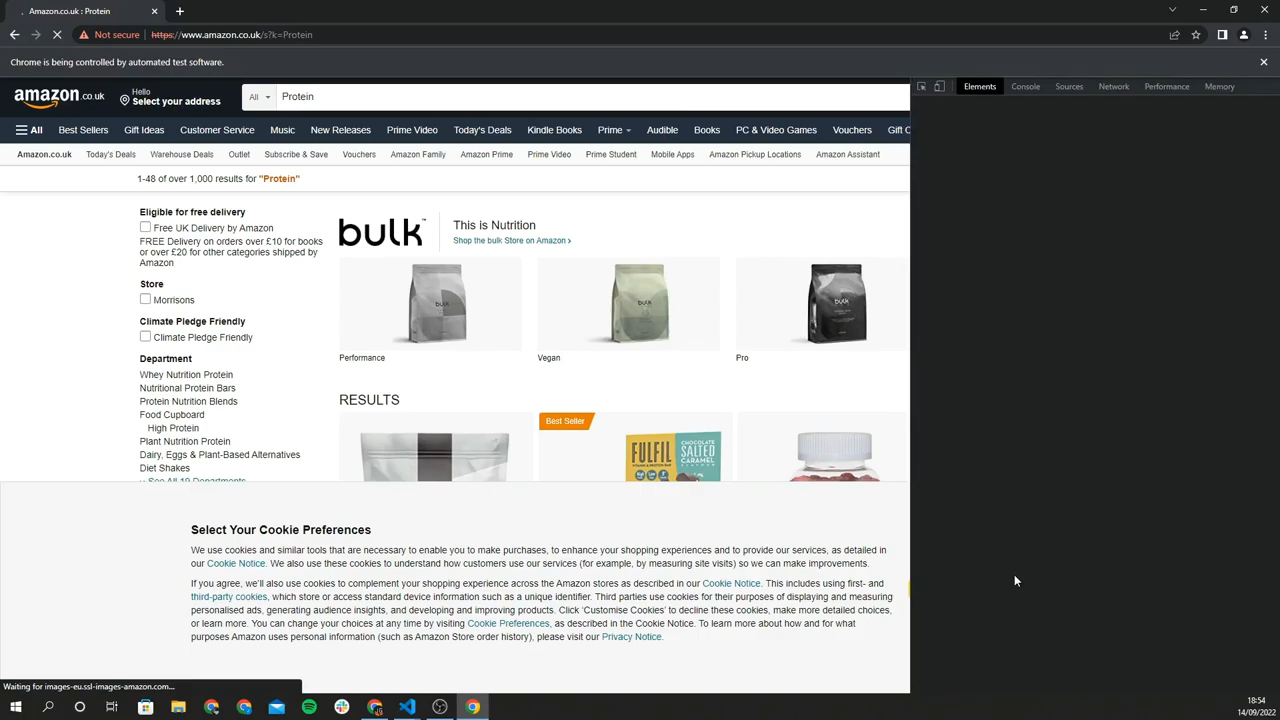 Amazon.co.uk : Protein
Not secure https://www.amazon.co.uk/s?k=Protein
Chrome is being controlled by automated test software.
amazon.co.uk
Hello
Select your address
All
Protein
All Best Sellers Gift Ideas Customer Service Music New Releases Prime Video Today's Deals Kindle Books Prime Audible Books PC & Video Games Vouchers Gift C
Amazon.co.uk Today's Deals Warehouse Deals Outlet Subscribe & Save Vouchers Amazon Family Amazon Prime Prime Video Prime Student Mobile Apps Amazon Pickup Locations Amazon Assistant
Elements Console Sources Network Performance Memory
1-48 of over 1,000 results for "Protein"
Eligible for free delivery
Free UK Delivery by Amazon
FREE Delivery on orders over £10 for books
or over £20 for other categories shipped by
Amazon
Store
Morrisons
Climate Pledge Friendly
Climate Pledge Friendly
Department
Whey Nutrition Protein
Nutritional Protein Bars
Protein Nutrition Blends
Food Cupboard
High Protein
Plant Nutrition Protein
Dairy, Eggs & Plant-Based Alternatives
Diet Shakes
See All 19 Departments
bulk™
This is Nutrition
Shop the bulk Store on Amazon ›
bulk
bulk
bulk
Performance
Vegan
Pro
RESULTS
Best Seller
FULFIL
CHOCOLATE
SALTED
CARAMEL
Select Your Cookie Preferences
We use cookies and similar tools that are necessary to enable you to make purchases, to enhance your shopping experiences and to provide our services, as detailed in
our Cookie Notice. We also use these cookies to understand how customers use our services (for example, by measuring site visits) so we can make improvements.
If you agree, we'll also use cookies to complement your shopping experience across the Amazon stores as described in our Cookie Notice. This includes using first- and
third-party cookies, which store or access standard device information such as a unique identifier. Third parties use cookies for their purposes of displaying and measuring
personalised ads, generating audience insights, and developing and improving products. Click 'Customise Cookies' to decline these cookies, make more detailed choices,
or learn more. You can change your choices at any time by visiting Cookie Preferences, as described in the Cookie Notice. To learn more about how and for what
purposes Amazon uses personal information (such as Amazon Store order history), please visit our Privacy Notice.
Waiting for images-eu.ssl-images-amazon.com...
18:54
14/09/2022